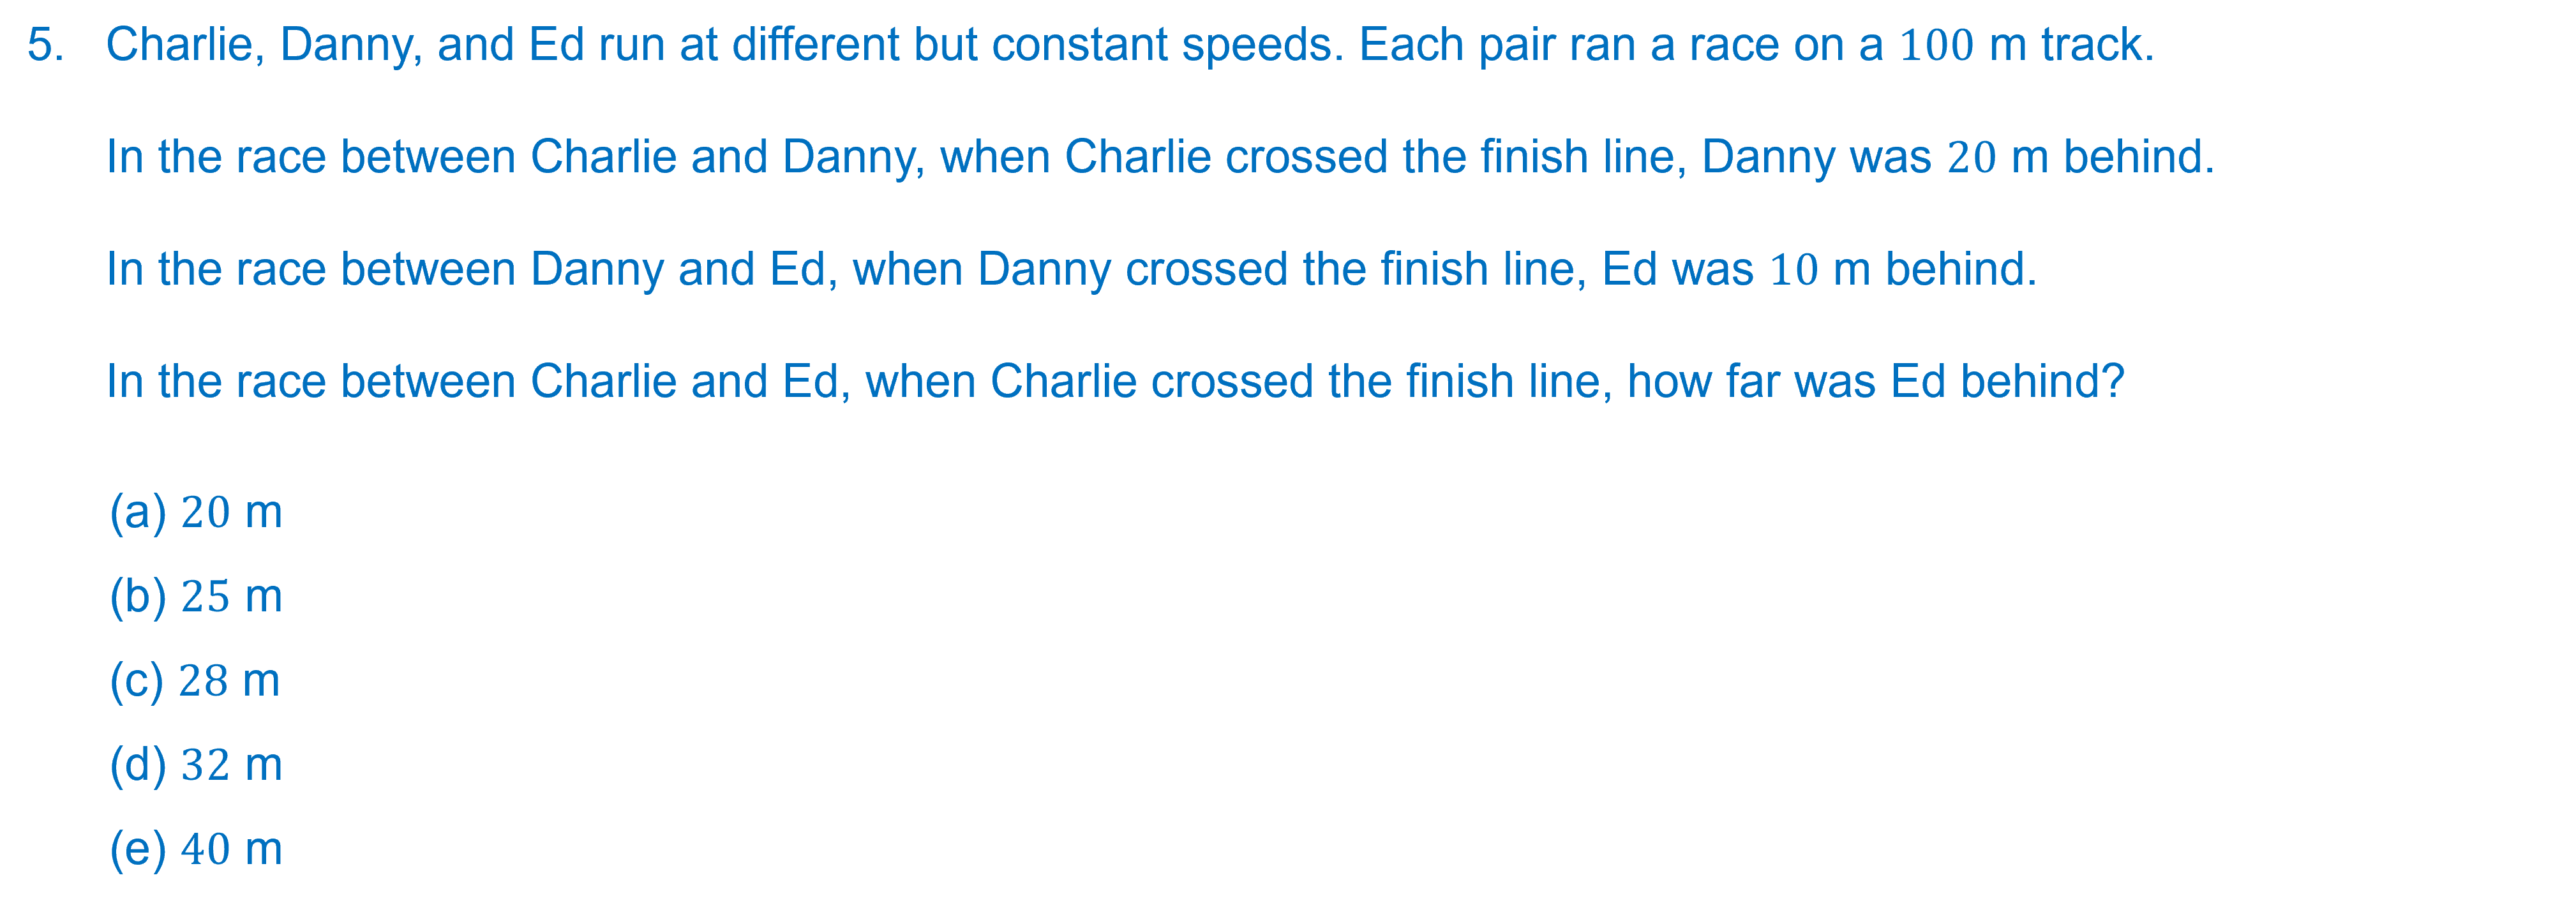 5. Charlie, Danny, and Ed run at different but constant speeds. Each pair ran a race on a 100 m track.
In the race between Charlie and Danny, when Charlie crossed the finish line, Danny was 20 m behind.
In the race between Danny and Ed, when Danny crossed the finish line, Ed was 10 m behind.
In the race between Charlie and Ed, when Charlie crossed the finish line, how far was Ed behind?
(a) 20 m
(b) 25 m
(c) 28 m
(d) 32 m
(e) 40 m